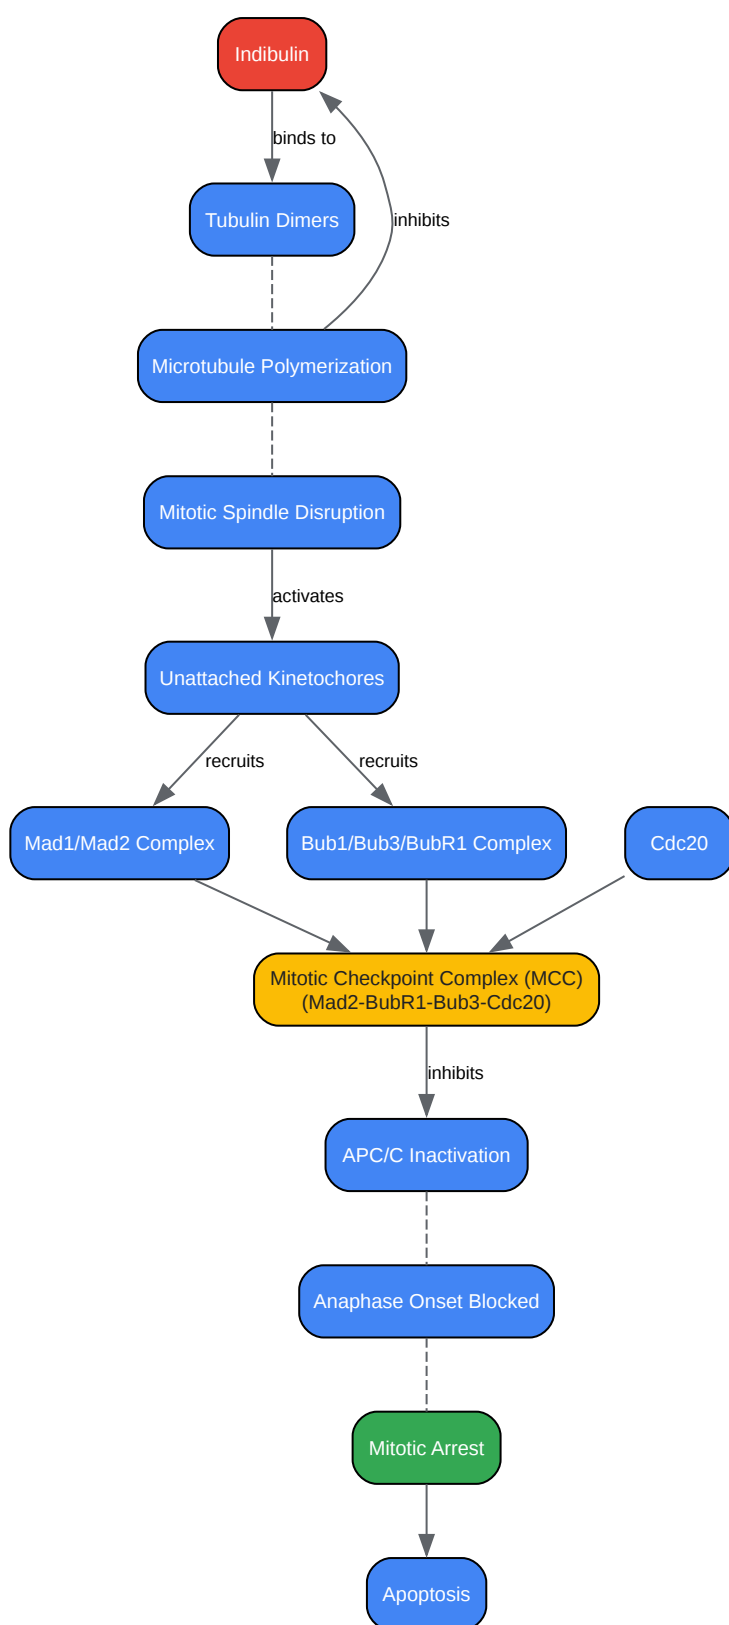 Indibulin
binds to
Tubulin Dimers
inhibits
Microtubule Polymerization
Mitotic Spindle Disruption
activates
Unattached Kinetochores
recruits
recruits
Mad1/Mad2 Complex
Bub1/Bub3/BubR1 Complex
Cdc20
Mitotic Checkpoint Complex (MCC)
(Mad2-BubR1-Bub3-Cdc20)
inhibits
APC/C Inactivation
Anaphase Onset Blocked
Mitotic Arrest
Apoptosis